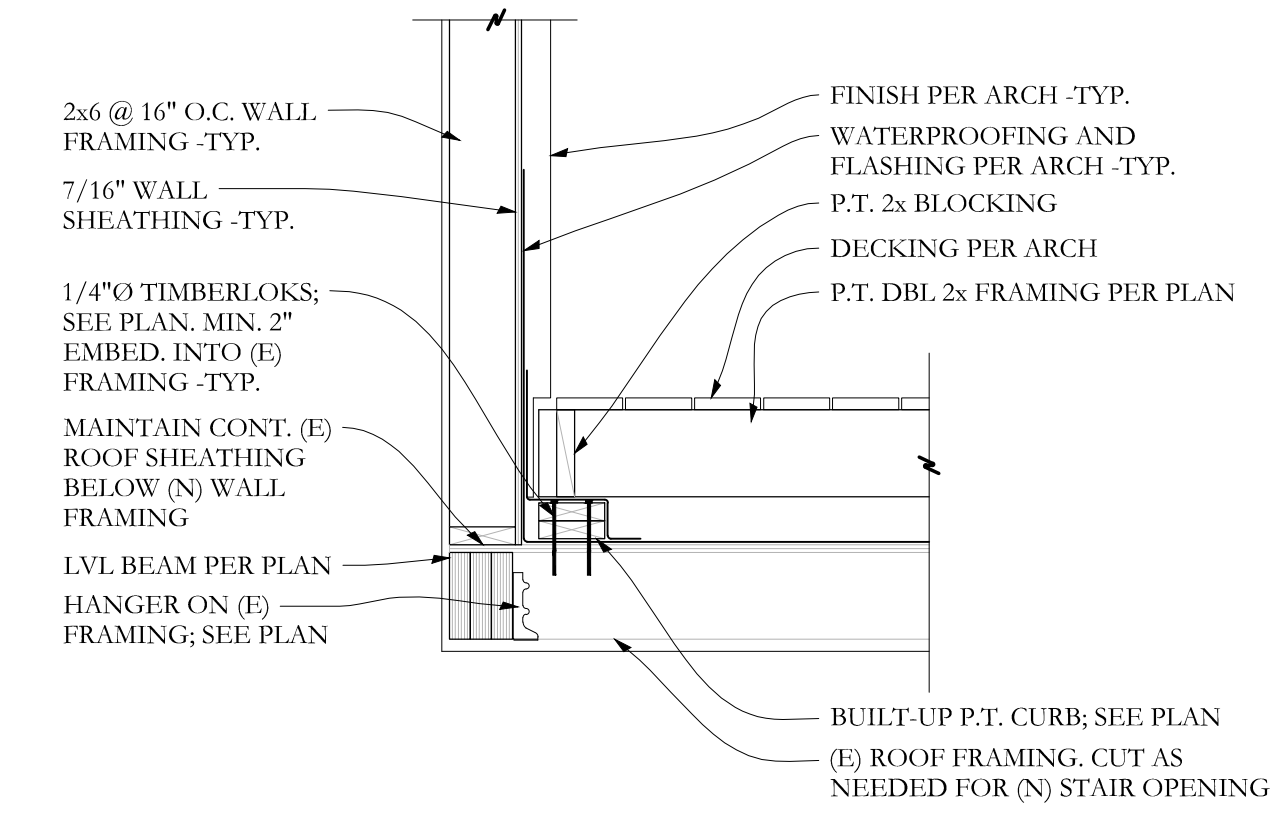 2x6 @ 16" O.C. WALL
FRAMING -TYP.
7/16" WALL
SHEATHING -TYP.
1/4"Ø TIMBERLOKS;
SEE PLAN. MIN. 2"
EMBED. INTO (E)
FRAMING -TYP.
MAINTAIN CONT. (E)
ROOF SHEATHING
BELOW (N) WALL
FRAMING
LVL BEAM PER PLAN
HANGER ON (E)
FRAMING; SEE PLAN
FINISH PER ARCH -TYP.
WATERPROOFING AND
FLASHING PER ARCH -TYP.
P.T. 2x BLOCKING
DECKING PER ARCH
P.T. DBL 2x FRAMING PER PLAN
BUILT-UP P.T. CURB; SEE PLAN
(E) ROOF FRAMING. CUT AS
NEEDED FOR (N) STAIR OPENING